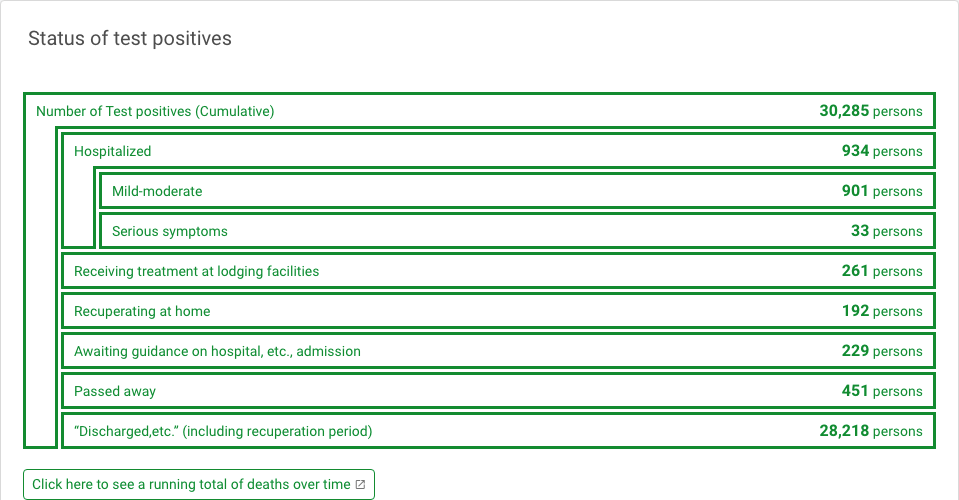 Status of test positives
Number of Test positives (Cumulative) 30,285 persons
Hospitalized 934 persons
Mild-moderate 901 persons
Serious symptoms 33 persons
Receiving treatment at lodging facilities 261 persons
Recuperating at home 192 persons
Awaiting guidance on hospital, etc., admission 229 persons
Passed away 451 persons
“Discharged,etc.” (including recuperation period) 28,218 persons
Click here to see a running total of deaths over time